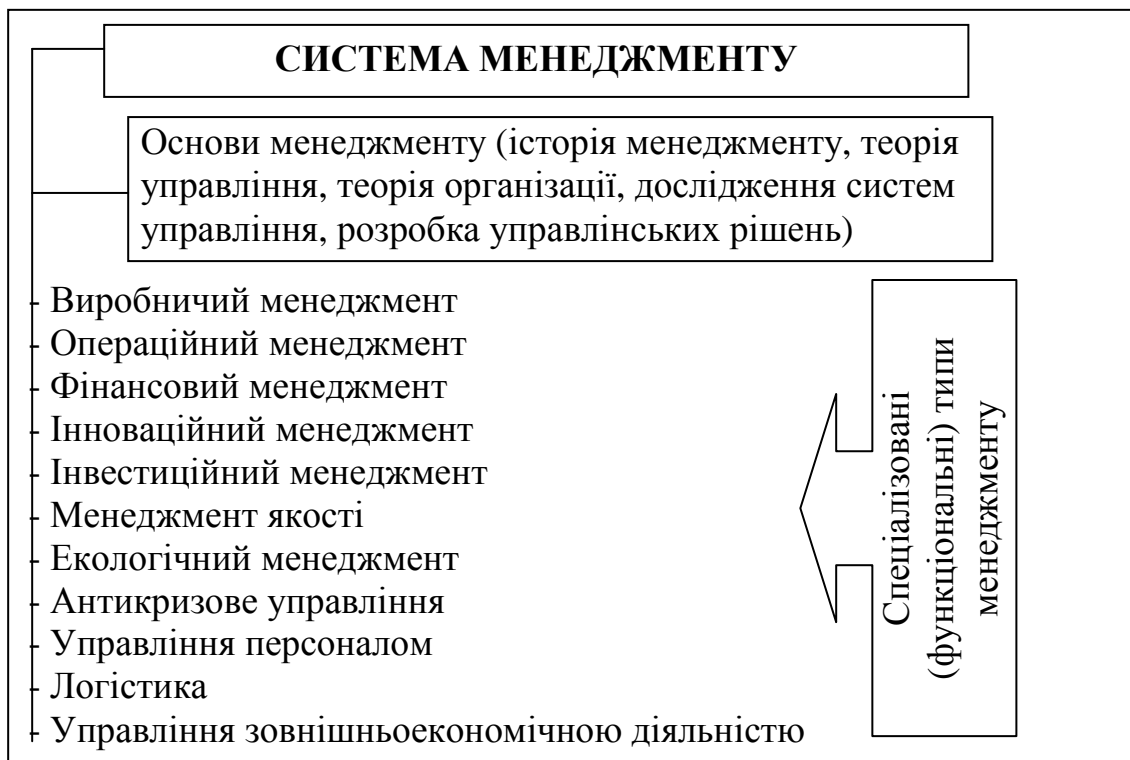 СИСТЕМА МЕНЕДЖМЕНТУ
Основи менеджменту (історія менеджменту, теорія
управління, теорія організації, дослідження систем
управління, розробка управлінських рішень)
- Виробничий менеджмент
- Операційний менеджмент
- Фінансовий менеджмент
- Інноваційний менеджмент
- Інвестиційний менеджмент
- Менеджмент якості
- Екологічний менеджмент
- Антикризове управління
- Управління персоналом
- Логістика
- Управління зовнішньоекономічною діяльністю
Спеціалізовані
(функціональні) типи
менеджменту